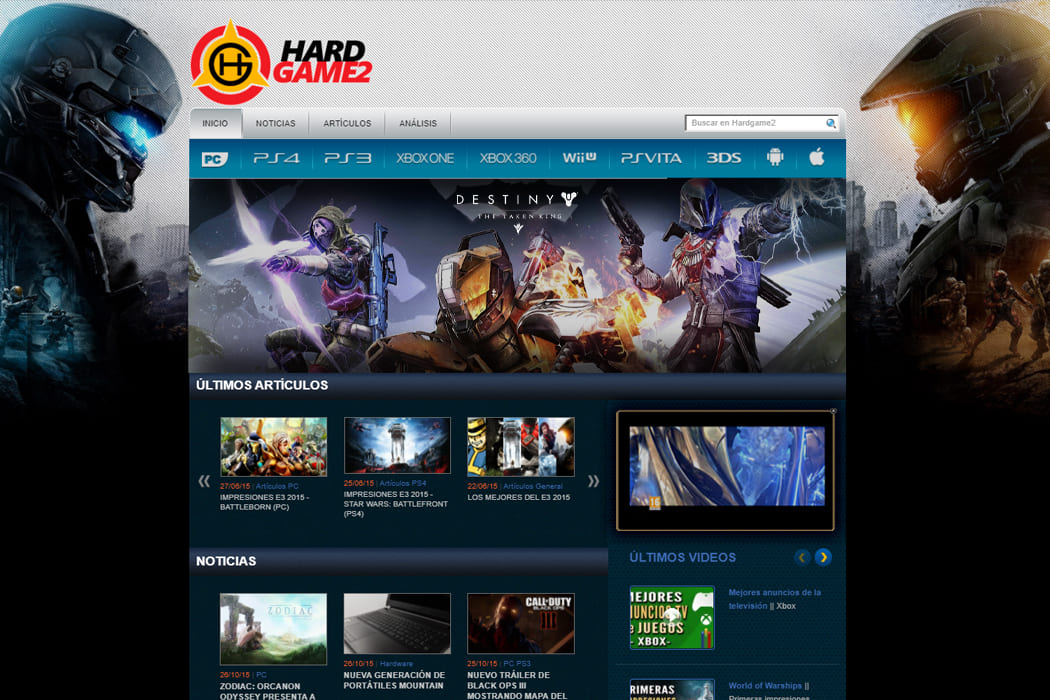 HARD
GAME2
INICIO
NOTICIAS
ARTÍCULOS
ANÁLISIS
Buscar en Hardgame2
PC
PS4
PS3
XBOX ONE
XBOX 360
Wii U
PSVITA
3DS
DESTINY
THE TAKEN KING
ÚLTIMOS ARTÍCULOS
27/06/15 | Artículos PC
IMPRESIONES E3 2015 -
BATTLEBORN (PC)
25/06/15 | Artículos PS4
IMPRESIONES E3 2015 -
STAR WARS: BATTLEFRONT
(PS4)
22/06/15 | Artículos General
LOS MEJORES DEL E3 2015
16
NOTICIAS
ZODIAC
26/10/15 | PC
ZODIAC: ORCANON
ODYSSEY PRESENTA A
26/10/15 | Hardware
NUEVA GENERACIÓN DE
PORTÁTILES MOUNTAIN
CALL OF DUTY
BLACK OPS
III
25/10/15 | PC PS3
NUEVO TRÁILER DE
BLACK OPS III
MOSTRANDO MAPA DEL
ÚLTIMOS VIDEOS
MEJORES
ANUNCIOS TV
DE JUEGOS
- XBOX-
Mejores anuncios de la
televisión || Xbox
PRIMERAS
World of Warships ||
Primeras impresiones